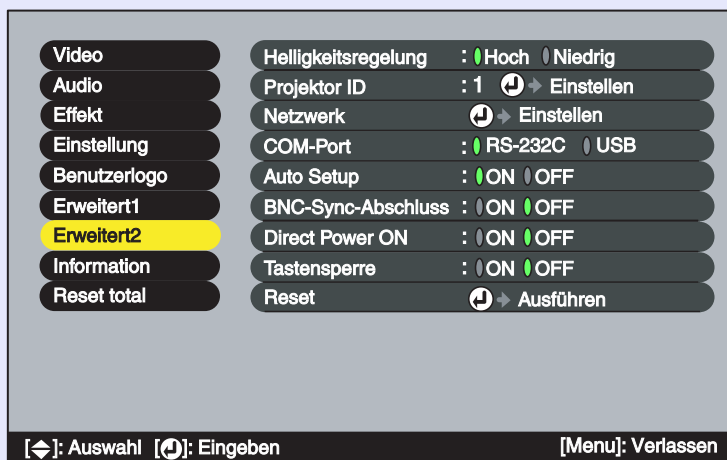 Video
Audio
Effekt
Einstellung
Benutzerlogo
Erweitert1
Erweitert2
Information
Reset total
Helligkeitsregelung : Hoch Niedrig
Projektor ID : 1 Einstellen
Netzwerk Einstellen
COM-Port : RS-232C USB
Auto Setup : ON OFF
BNC-Sync-Abschluss : ON OFF
Direct Power ON : ON OFF
Tastensperre : ON OFF
Reset Ausführen
[ ]: Auswahl [ ]: Eingeben [Menu]: Verlassen